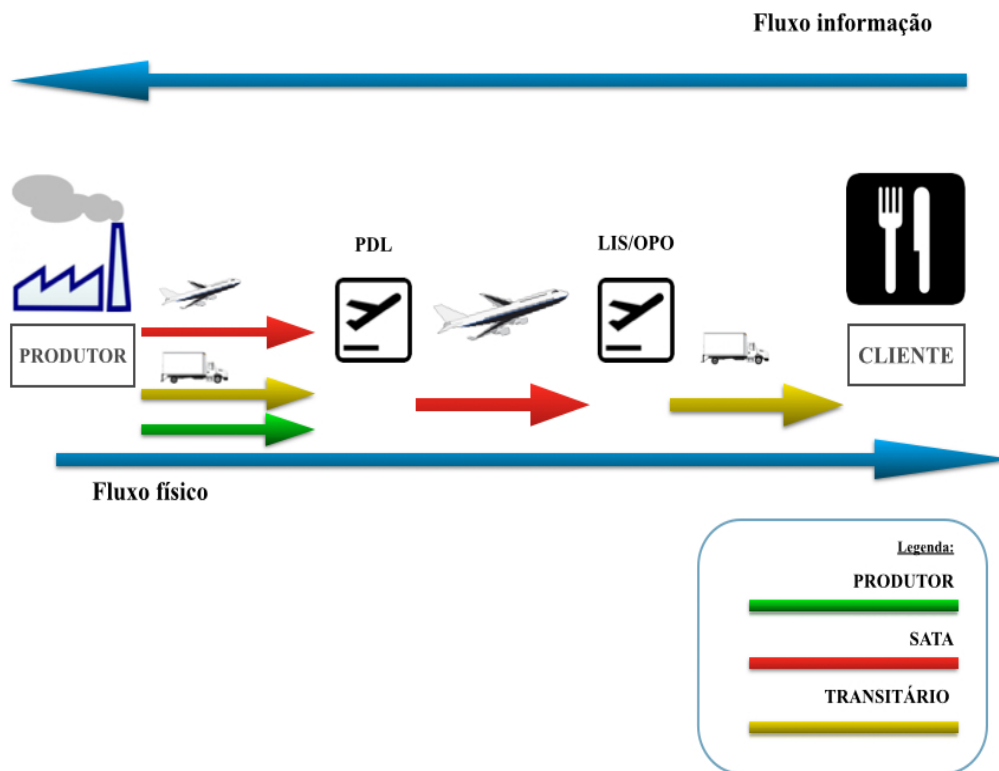 Fluxo informação
PDL
LIS/OPO
PRODUTOR
CLIENTE
Fluxo físico
Legenda:
PRODUTOR
SATA
TRANSITÁRIO